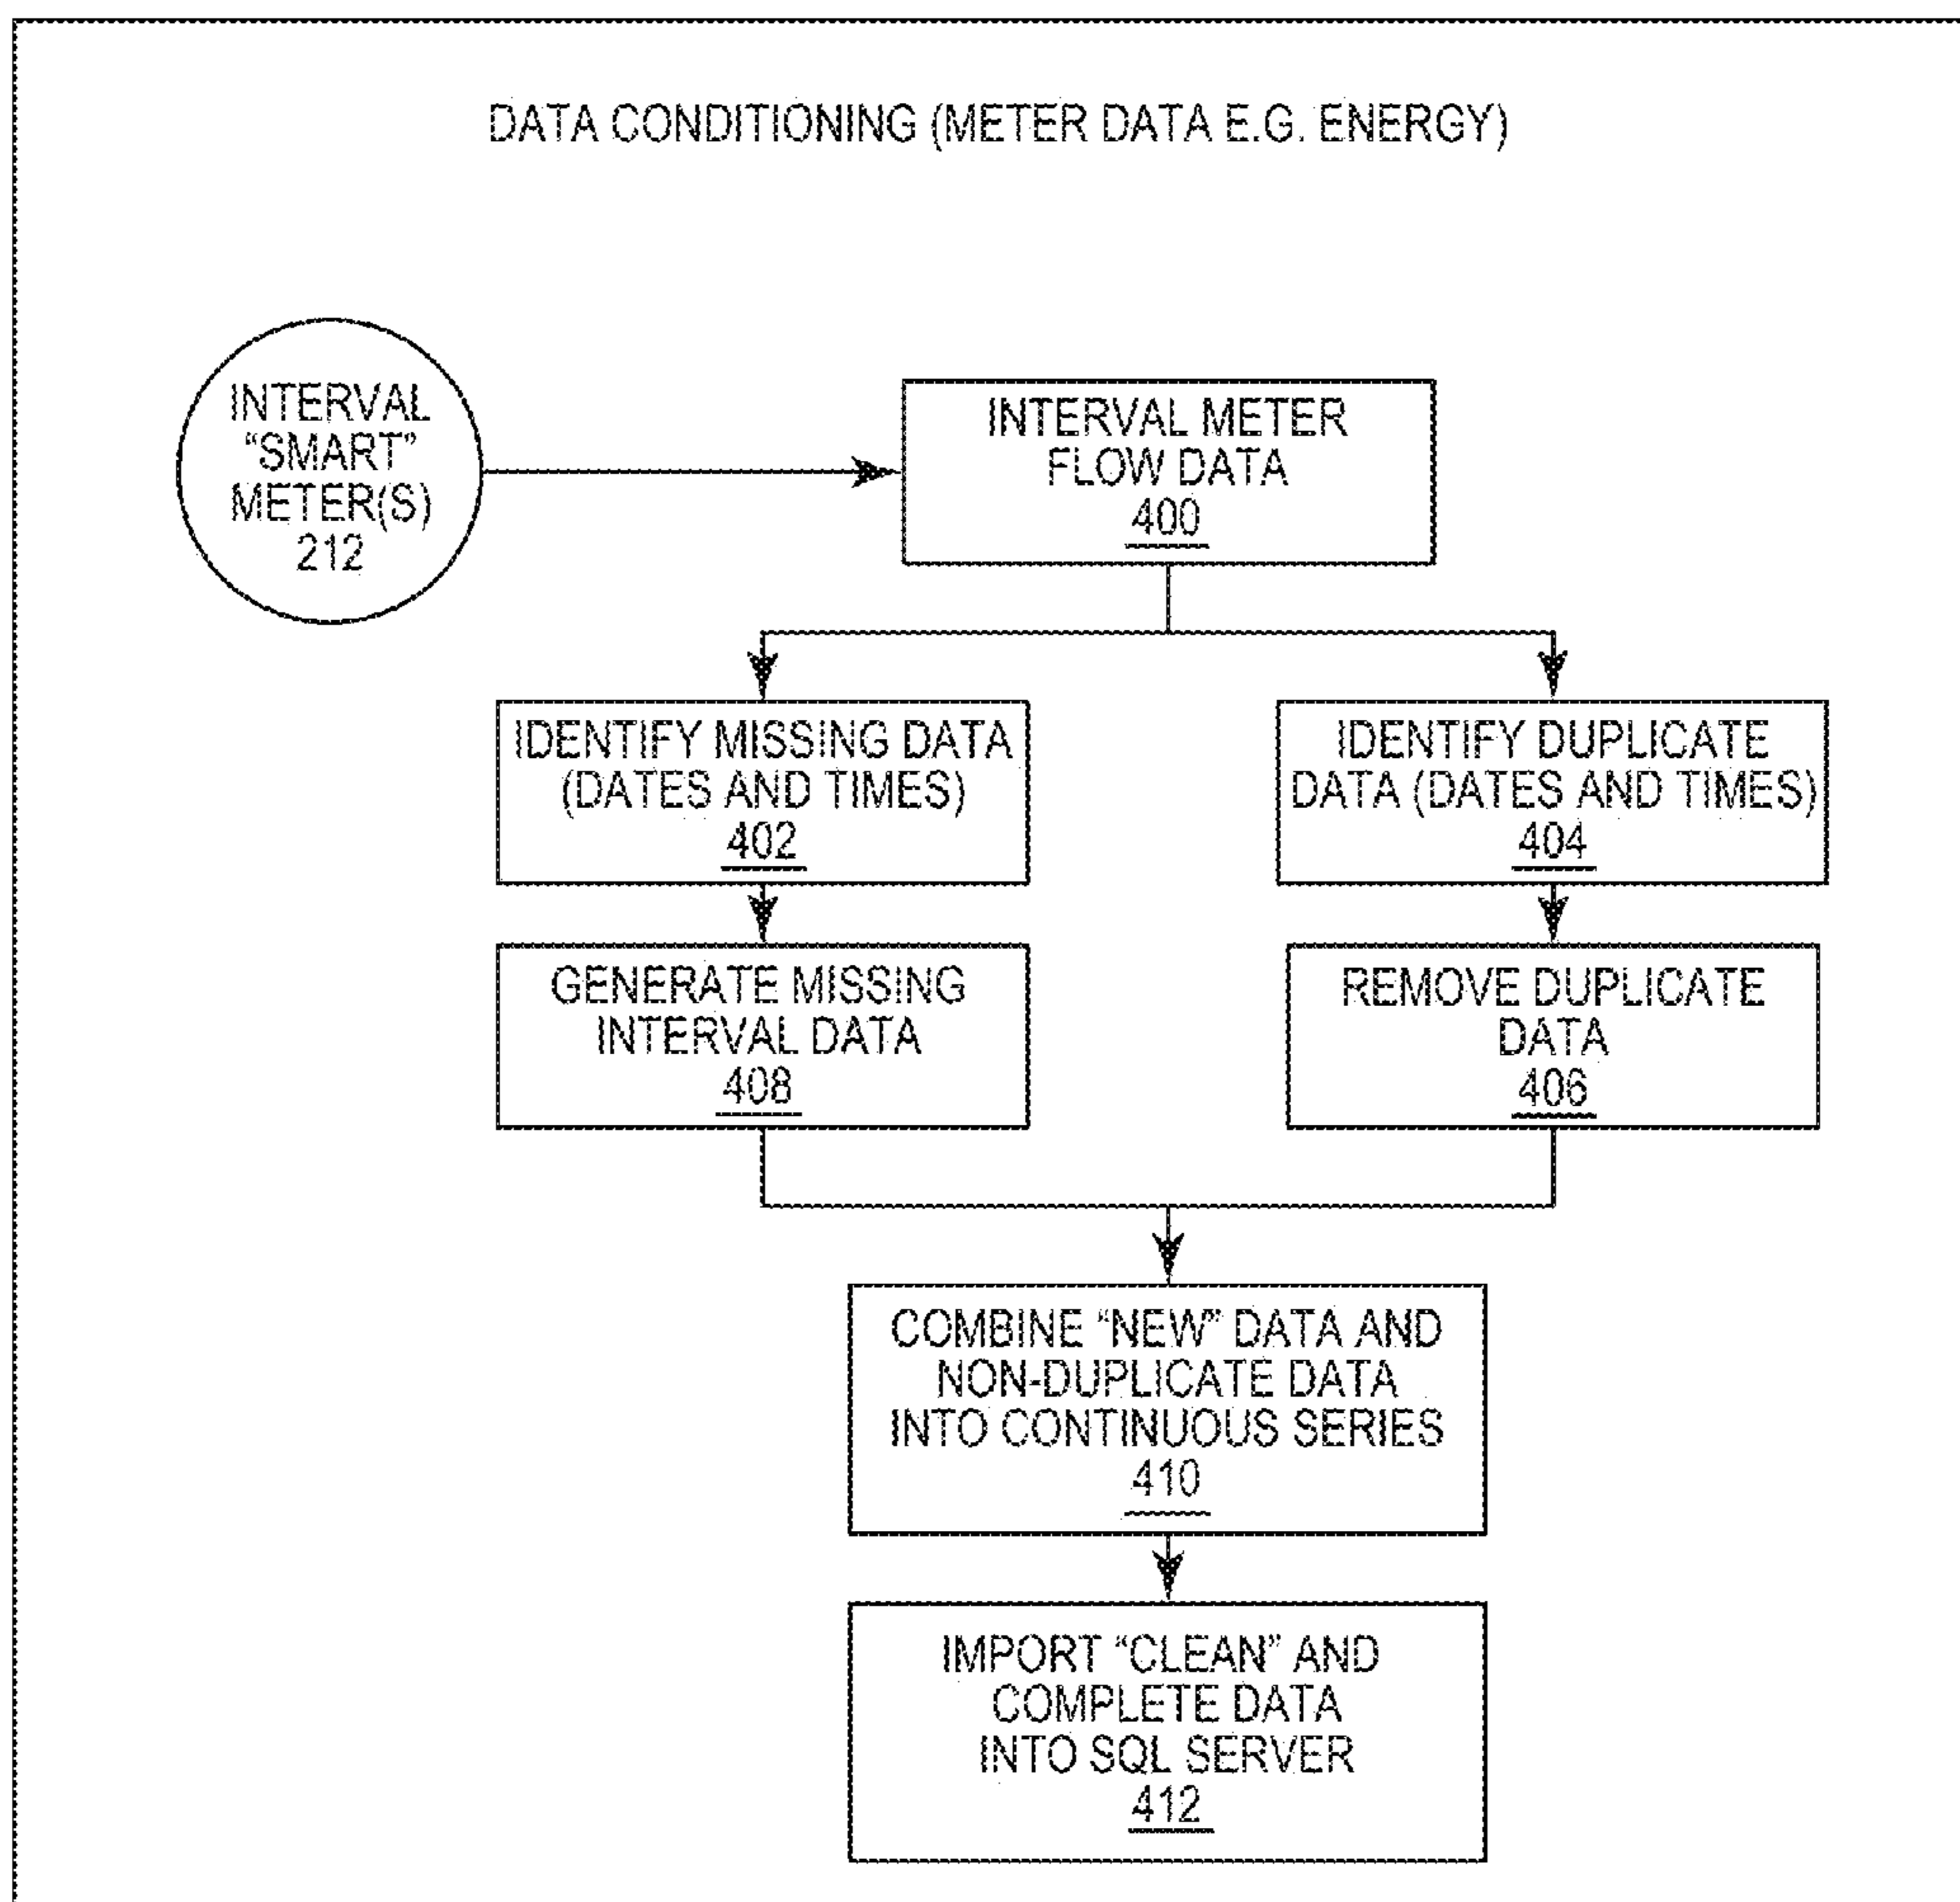 DATA CONDITIONING (METER DATA E.G. ENERGY)
INTERVAL
“SMART”
METER(S)
212
INTERVAL METER
FLOW DATA
400
IDENTIFY MISSING DATA
(DATES AND TIMES)
402
IDENTIFY DUPLICATE
DATA (DATES AND TIMES)
404
GENERATE MISSING
INTERVAL DATA
408
REMOVE DUPLICATE
DATA
406
COMBINE “NEW” DATA AND
NON-DUPLICATE DATA
INTO CONTINUOUS SERIES
410
IMPORT “CLEAN” AND
COMPLETE DATA
INTO SQL SERVER
412